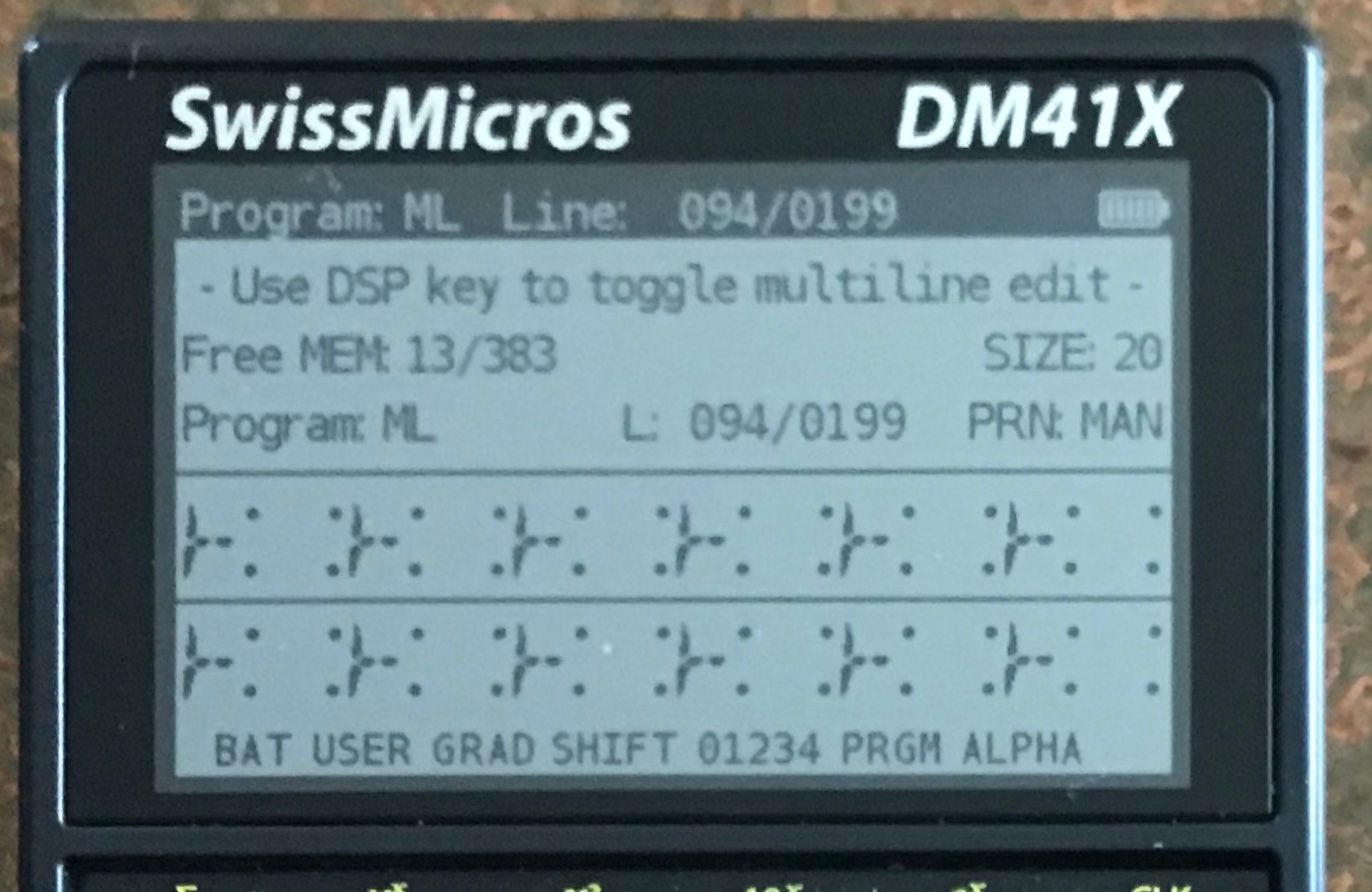 SwissMicros DM41X
Program: ML Line: 094/0199
- Use DSP key to toggle multiline edit -
Free MEM: 13/383 SIZE: 20
Program: ML L: 094/0199 PRN: MAN
BAT USER GRAD SHIFT 01234 PRGM ALPHA